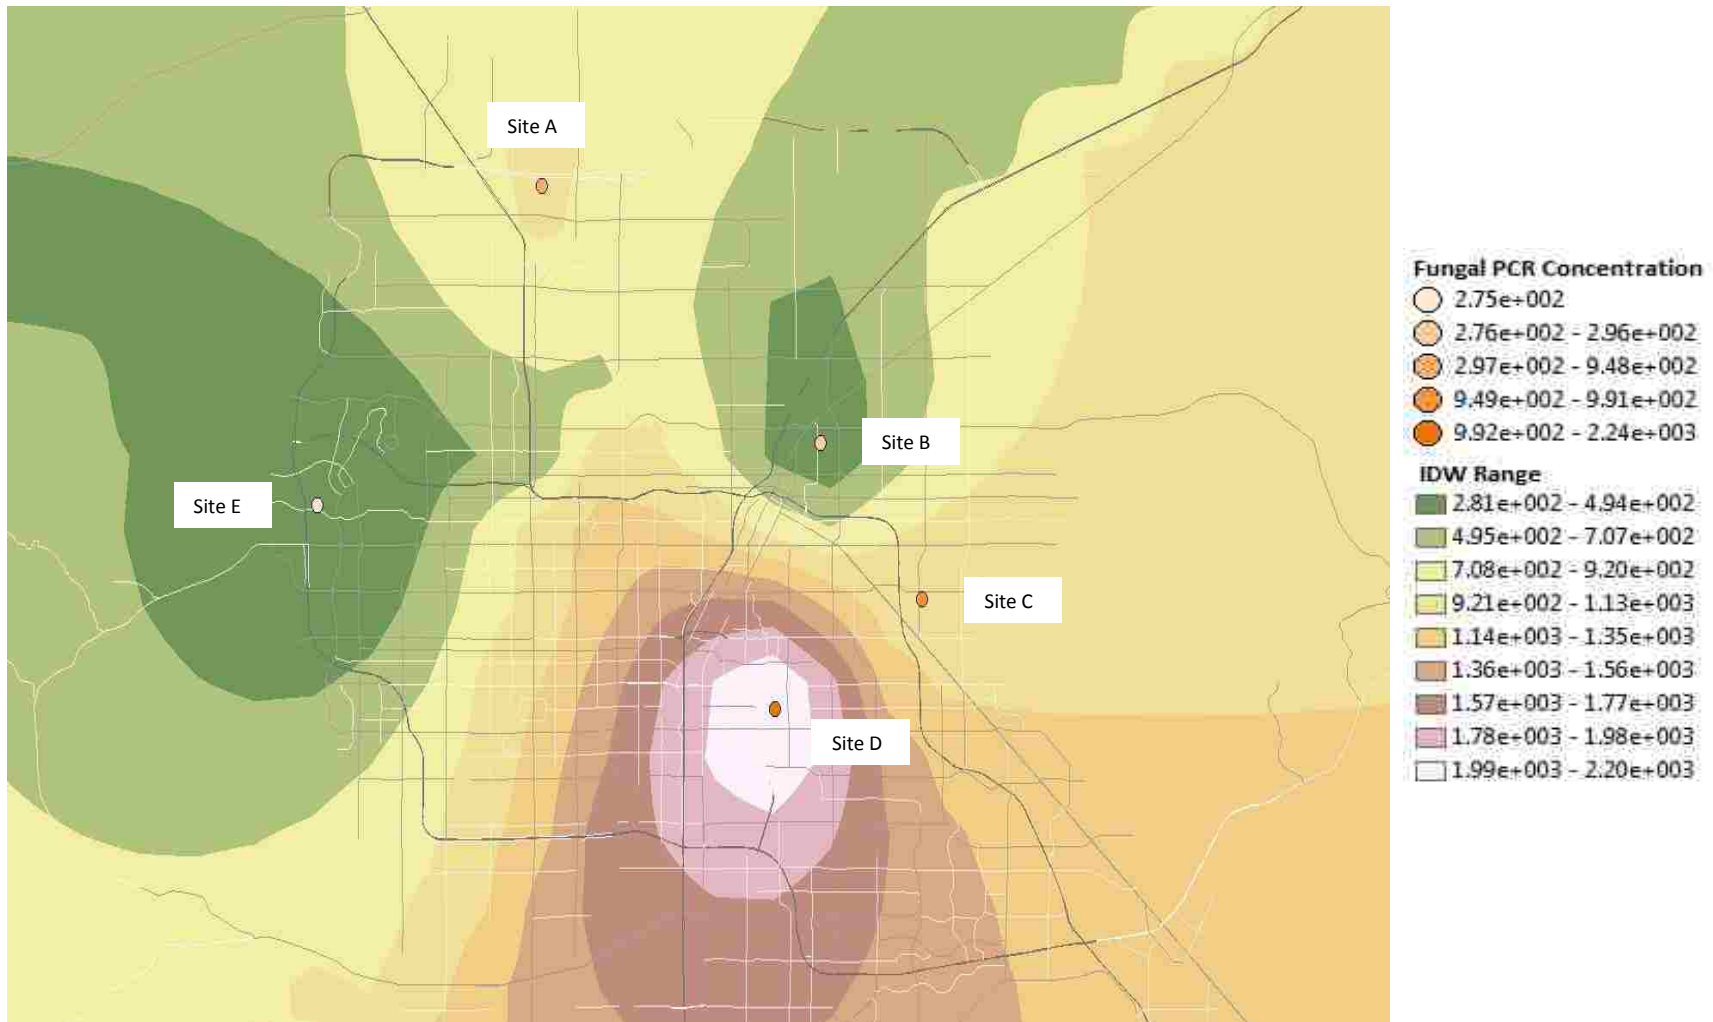 Site A
Site B
Site E
Site C
Site D
Fungal PCR Concentration
2.75e+002
2.76e+002 - 2.96e+002
2.97e+002 - 9.48e+002
9.49e+002 - 9.91e+002
9.92e+002 - 2.24e+003
IDW Range
2.81e+002 - 4.94e+002
4.95e+002 - 7.07e+002
7.08e+002 - 9.20e+002
9.21e+002 - 1.13e+003
1.14e+003 - 1.35e+003
1.36e+003 - 1.56e+003
1.57e+003 - 1.77e+003
1.78e+003 - 1.98e+003
1.99e+003 - 2.20e+003